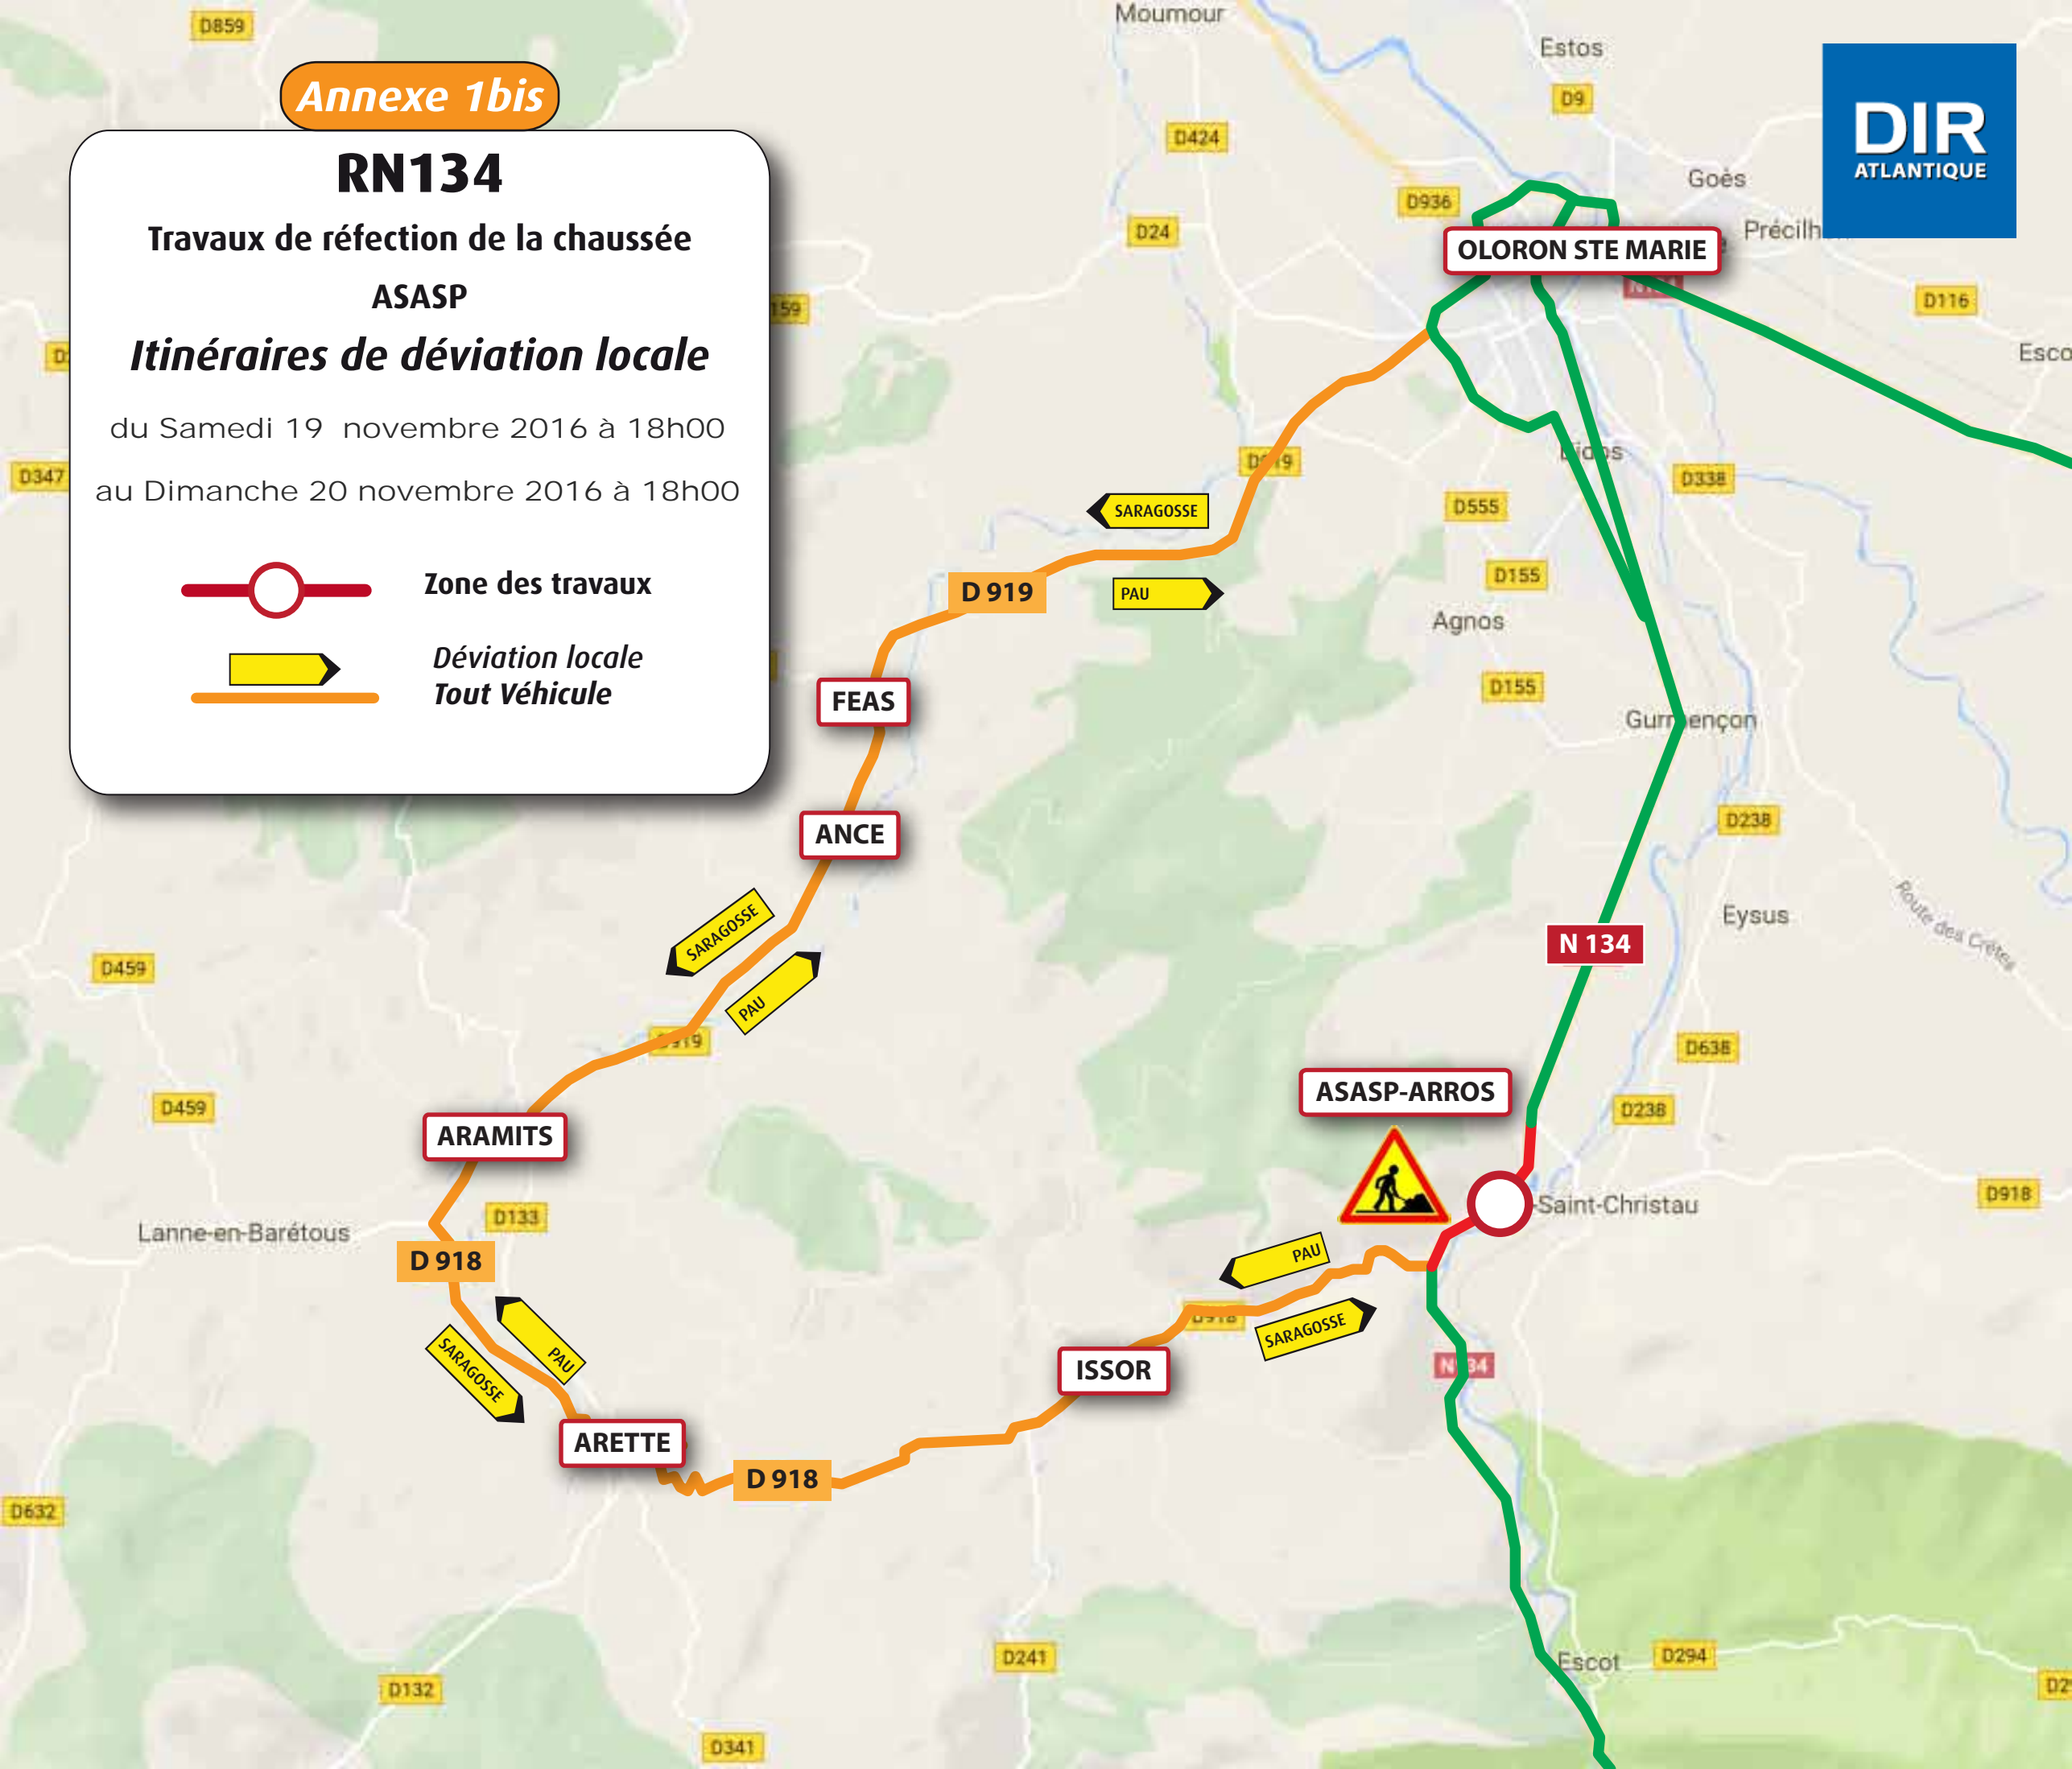 Moumour
D859
Estos
Annexe 1bis
DIR
ATLANTIQUE
D9
RN134
D424
Travaux de réfection de la chaussée
ASASP
Itinéraires de déviation locale
du Samedi 19 novembre 2016 à 18h00
au Dimanche 20 novembre 2016 à 18h00
Zone des travaux
Déviation locale
Tout Véhicule
Goès
D936
D24
OLORON STE MARIE
D116
D347
D338
D555
SARAGOSSE
D155
D 919
PAU
Agnos
D155
FEAS
Gurmençon
D238
ANCE
SARAGOSSE
Eysus
Route des Crêtes
N 134
D459
PAU
D638
D459
ASASP-ARROS
D238
ARAMITS
D918
Saint-Christau
D133
Lanne-en-Barétous
D 918
PAU
SARAGOSSE
PAU
SARAGOSSE
ISSOR
ARETTE
D 918
D632
D241
Escot
D294
D132
D341